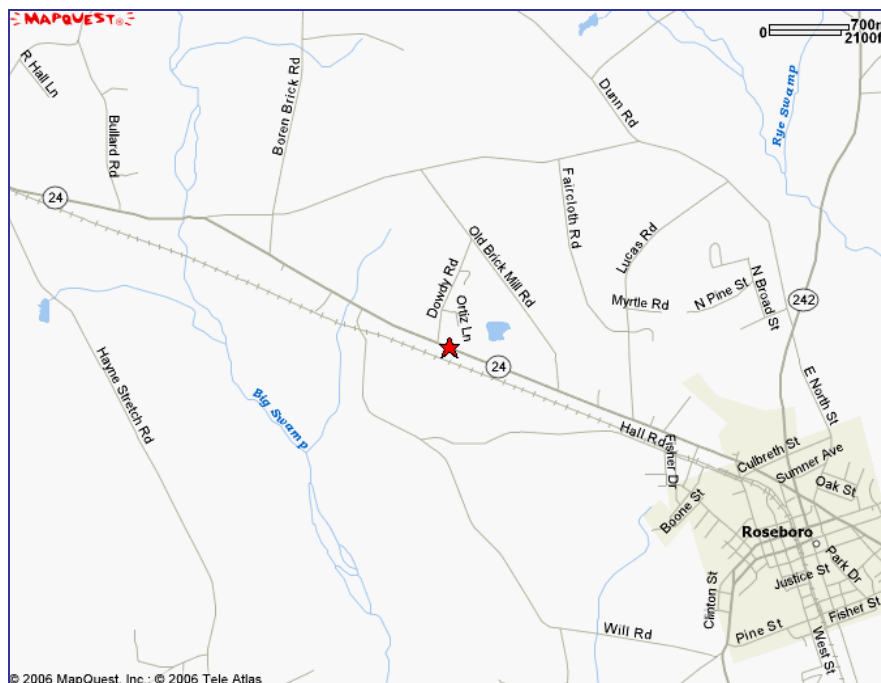 MAPQUEST®
0 700m
2100ft
R Hall Ln
Bullard Rd
Boren Brick Rd
Dunn Rd
Rye Swamp
24
Faircloth Rd
Old Brick Mill Rd
Lucas Rd
Dowdy Rd
Ortiz Ln
Myrtle Rd
N Pine St
N Broad St
242
Hayne Stretch Rd
Big Swamp
24
E North St
Hall Rd
Fisher Dr
Culbreth St
Sumner Ave
Oak St
Boone St
Roseboro
Park Dr
Justice St
Clinton St
Fisher St
Will Rd
Pine St
West St
© 2006 MapQuest, Inc.; © 2006 Tele Atlas